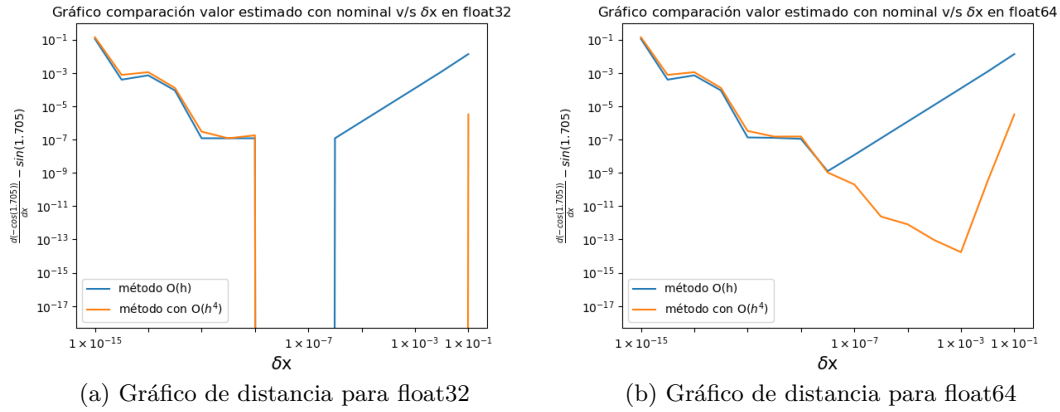 Gráfico comparación valor estimado con nominal v/s δx en float32
10⁻¹
10⁻³
10⁻⁵
10⁻⁷
10⁻⁹
10⁻¹¹
10⁻¹³
10⁻¹⁵
10⁻¹⁷
d(−cos(1.705))/dx − sin(1.705)
método O(h)
método con O(h⁴)
1 × 10⁻¹⁵ 1 × 10⁻⁷ 1 × 10⁻³ 1 × 10⁻¹
δx
(a) Gráfico de distancia para float32
Gráfico comparación valor estimado con nominal v/s δx en float64
10⁻¹
10⁻³
10⁻⁵
10⁻⁷
10⁻⁹
10⁻¹¹
10⁻¹³
10⁻¹⁵
10⁻¹⁷
d(−cos(1.705))/dx − sin(1.705)
método O(h)
método con O(h⁴)
1 × 10⁻¹⁵ 1 × 10⁻⁷ 1 × 10⁻³ 1 × 10⁻¹
δx
(b) Gráfico de distancia para float64